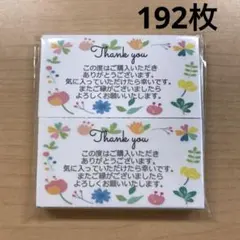 192枚
Thank you
この度はご購入いただき
ありがとうございます。
気に入っていただけたら幸いです。
またご縁がございましたら
よろしくお願いいたします。
Thank you
この度はご購入いただき
ありがとうございます。
気に入っていただけたら幸いです。
またご縁がございましたら
よろしくお願いいたします。